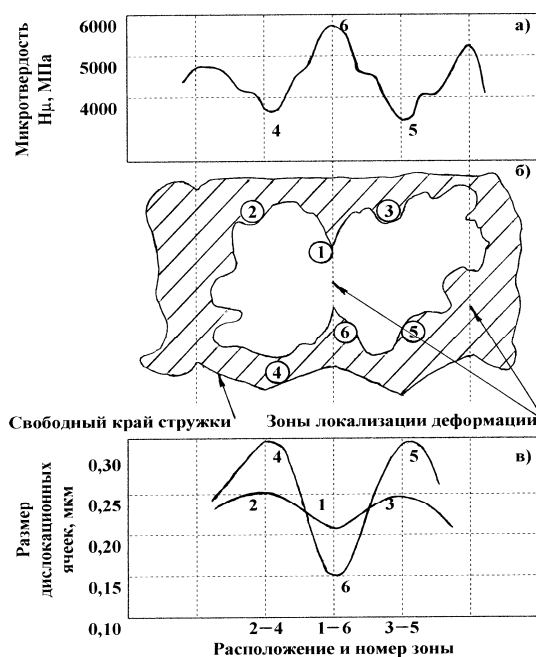 6000
5000
4000
Микротвердость
Нμ, МПа
а)
6
4
5
б)
2
3
1
6
5
4
Свободный край стружки
Зоны локализации деформации
0,30
0,25
0,20
0,15
0,10
Размер
дислокационных
ячеек, мкм
в)
4
5
2
1
3
6
2–4
1–6
3–5
Расположение и номер зоны